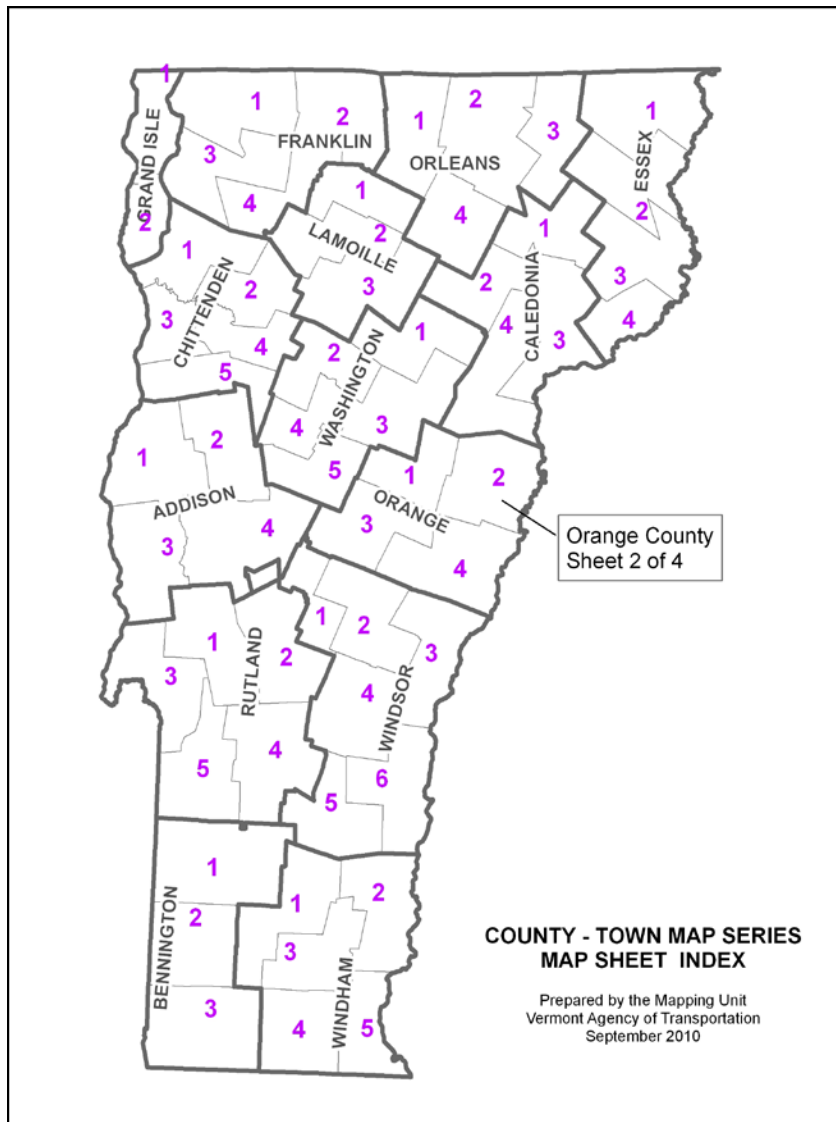 1
1
2
1
2
3
1
GRAND ISLE
FRANKLIN
3
ORLEANS
ESSEX
1
4
4
2
2
1
LAMOILLE
2
1
CHITTENDEN
2
3
2
3
3
4
4
CALEDONIA
3
4
1
2
5
WASHINGTON
4
3
1
2
5
1
2
ADDISON
ORANGE
3
4
3
4
Orange County
Sheet 2 of 4
1
2
1
2
3
RUTLAND
3
4
WINDSOR
4
5
6
5
1
1
2
BENNINGTON
2
3
WINDHAM
3
4
5
COUNTY - TOWN MAP SERIES
MAP SHEET INDEX
Prepared by the Mapping Unit
Vermont Agency of Transportation
September 2010